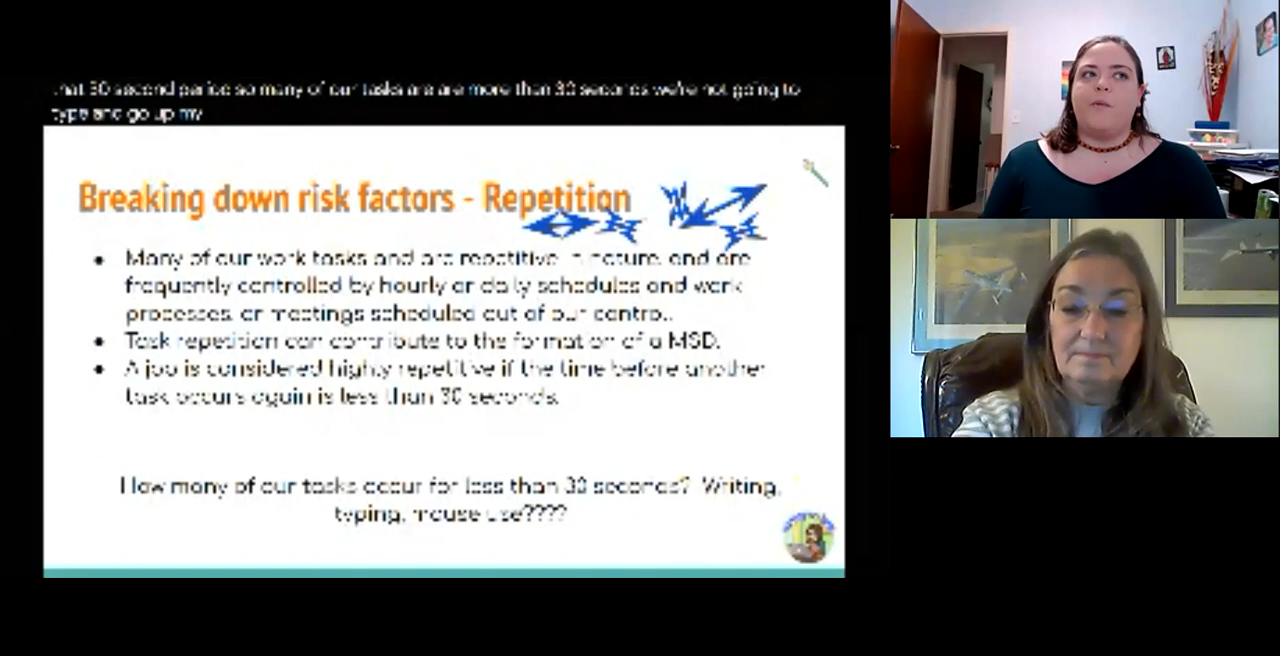 that 30 second period so many of our tasks are are more than 30 seconds we're not going to
type and go up my
Breaking down risk factors - Repetition
• Many of our work tasks and are repetitive in nature, and are
frequently controlled by hourly or daily schedules and work
processes, or meetings scheduled out of our control.
• Task repetition can contribute to the formation of a MSD.
• A job is considered highly repetitive if the time before another
task occurs again is less than 30 seconds.
How many of our tasks occur for less than 30 seconds? Writing,
typing, mouse use????